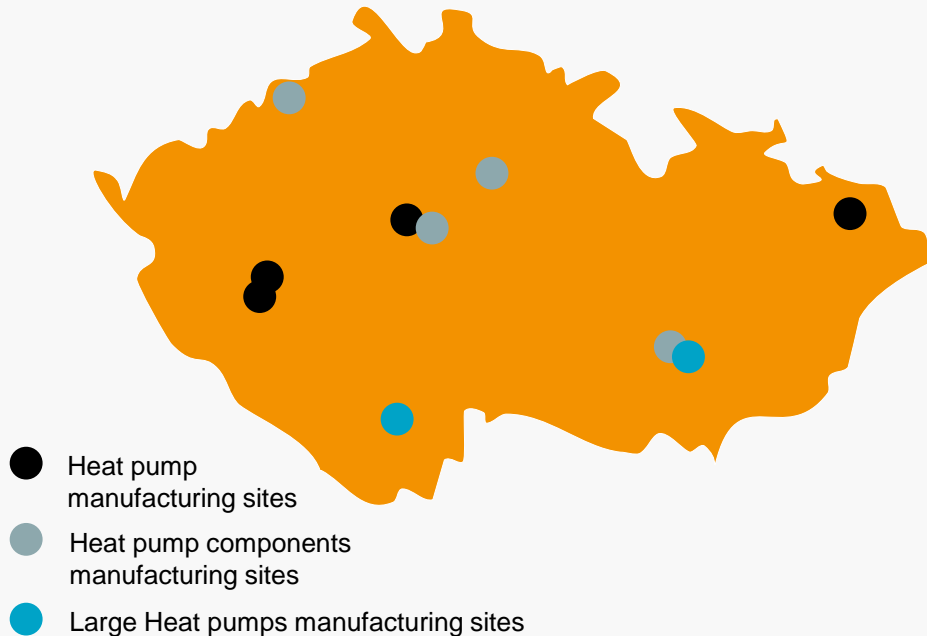 Heat pump
manufacturing sites
Heat pump components
manufacturing sites
Large Heat pumps manufacturing sites